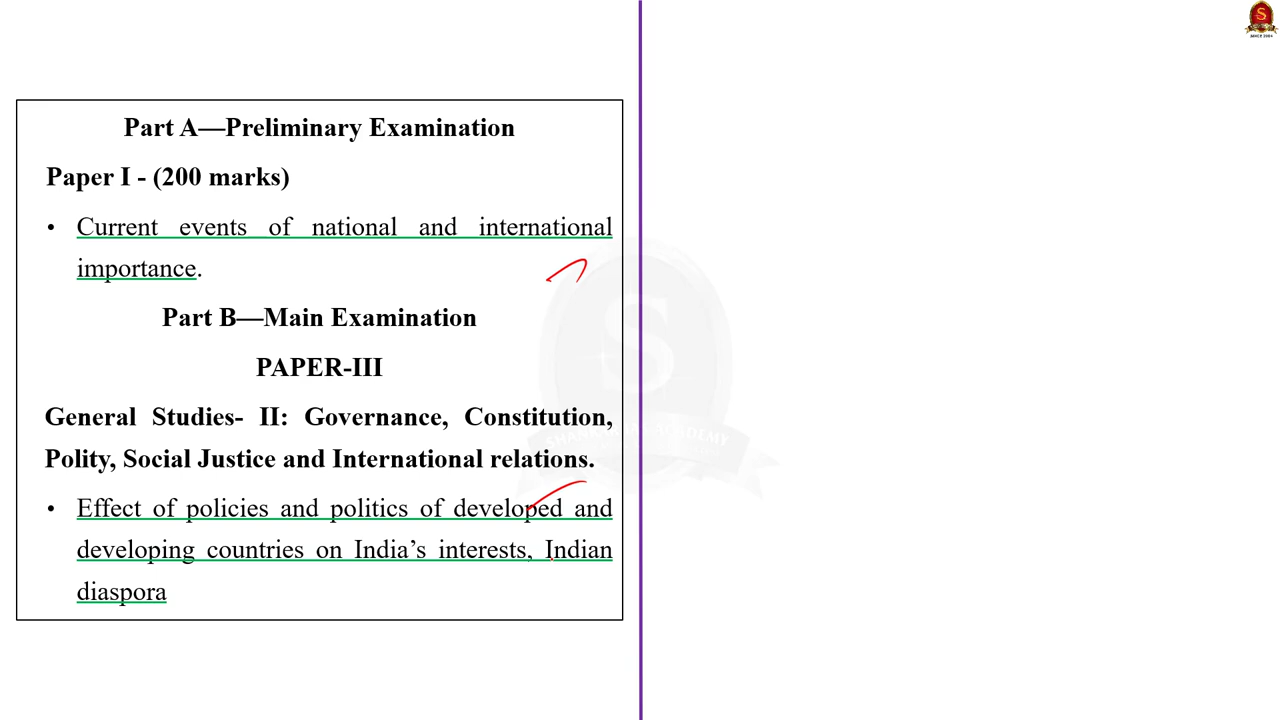 Part A—Preliminary Examination
Paper I - (200 marks)
• Current events of national and international
importance.
Part B—Main Examination
PAPER-III
General Studies- II: Governance, Constitution,
Polity, Social Justice and International relations.
• Effect of policies and politics of developed and
developing countries on India’s interests, Indian
diaspora
S
SINCE 2004